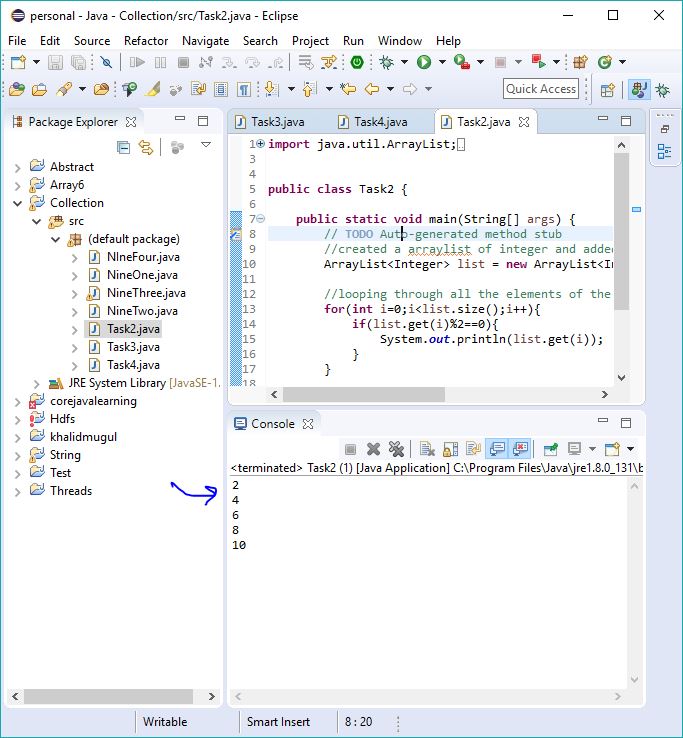 personal - Java - Collection/src/Task2.java - Eclipse
File Edit Source Refactor Navigate Search Project Run Window Help
Quick Access
Package Explorer
Abstract
Array6
Collection
src
(default package)
NIneFour.java
NineOne.java
NineThree.java
NineTwo.java
Task2.java
Task3.java
Task4.java
JRE System Library [JavaSE-1.
corejavalearning
Hdfs
khalidmugul
String
Test
Threads
Task3.java Task4.java Task2.java
1 import java.util.ArrayList;
3
4
5 public class Task2 {
6
7 public static void main(String[] args) {
8 // TODO Auto-generated method stub
9 //created a arraylist of integer and added
10 ArrayList<Integer> list = new ArrayList<In
11
12 //looping through all the elements of the
13 for(int i=0;i<list.size();i++){
14 if(list.get(i)%2==0){
15 System.out.println(list.get(i));
16 }
17 }
18
Console
<terminated> Task2 (1) [Java Application] C:\Program Files\Java\jre1.8.0_131\b
2
4
6
8
10
Writable Smart Insert 8 : 20